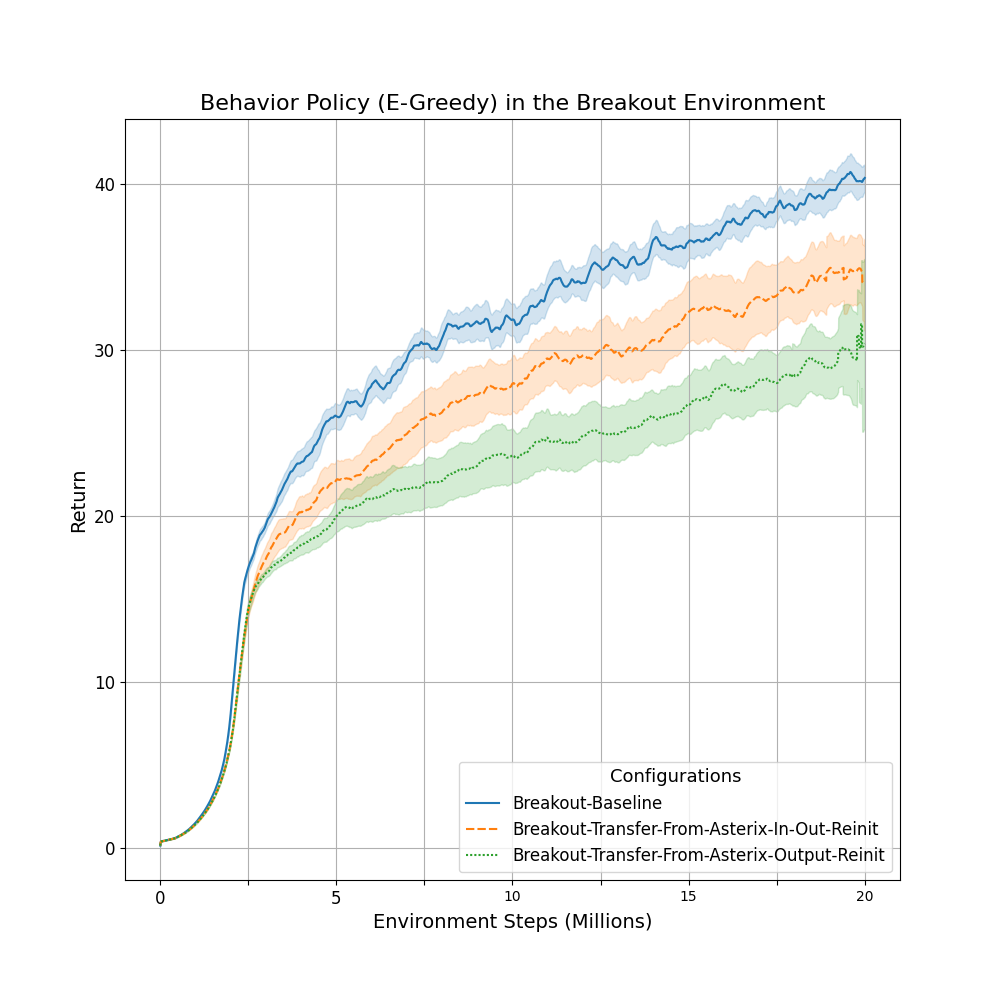 Behavior Policy (E-Greedy) in the Breakout Environment
Return
40
30
20
10
0
Configurations
Breakout-Baseline
Breakout-Transfer-From-Asterix-In-Out-Reinit
Breakout-Transfer-From-Asterix-Output-Reinit
0 5 10 15 20
Environment Steps (Millions)